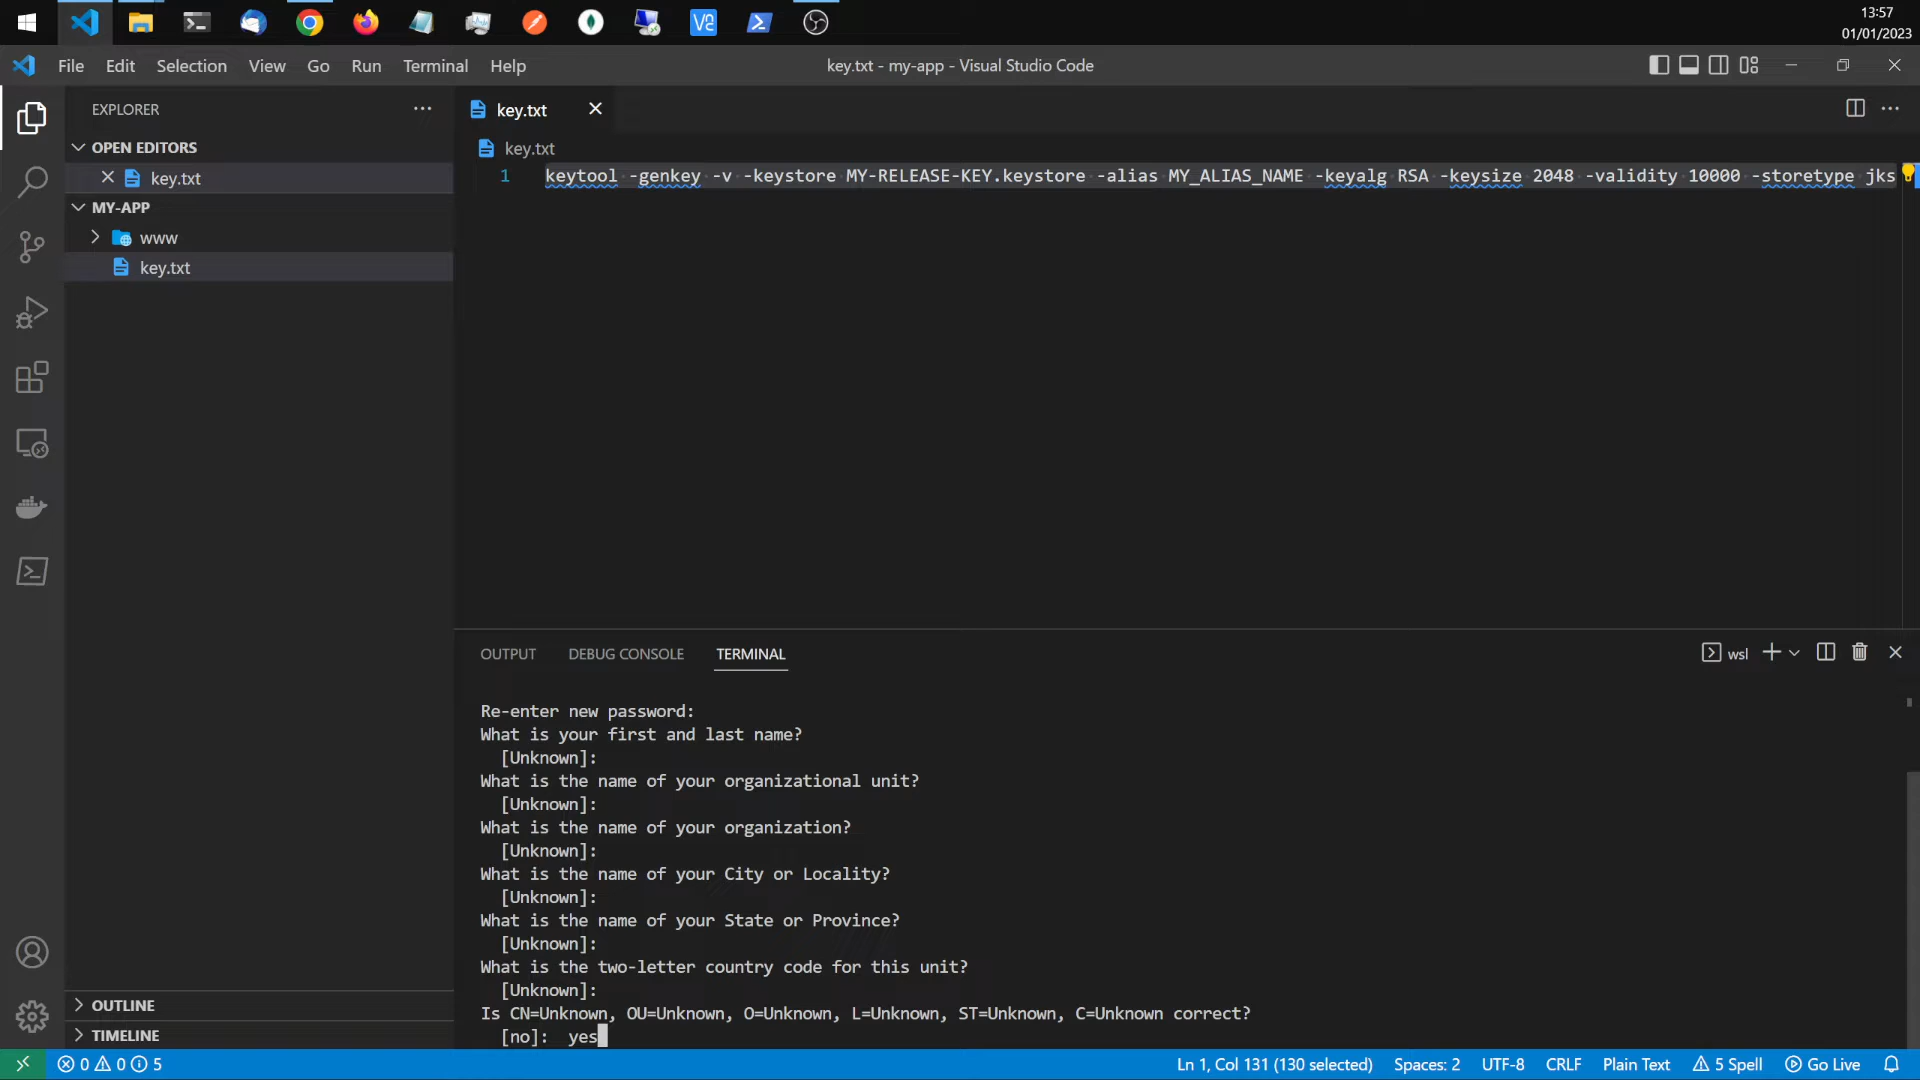 13:57
01/01/2023
File Edit Selection View Go Run Terminal Help
key.txt - my-app - Visual Studio Code
EXPLORER
OPEN EDITORS
key.txt
MY-APP
www
key.txt
OUTLINE
TIMELINE
key.txt
key.txt
1 keytool -genkey -v -keystore MY-RELEASE-KEY.keystore -alias MY_ALIAS_NAME -keyalg RSA -keysize 2048 -validity 10000 -storetype jks
OUTPUT DEBUG CONSOLE TERMINAL
wsl
Re-enter new password:
What is your first and last name?
[Unknown]:
What is the name of your organizational unit?
[Unknown]:
What is the name of your organization?
[Unknown]:
What is the name of your City or Locality?
[Unknown]:
What is the name of your State or Province?
[Unknown]:
What is the two-letter country code for this unit?
[Unknown]:
Is CN=Unknown, OU=Unknown, O=Unknown, L=Unknown, ST=Unknown, C=Unknown correct?
[no]: yes
0 0 5
Ln 1, Col 131 (130 selected) Spaces: 2 UTF-8 CRLF Plain Text 5 Spell Go Live